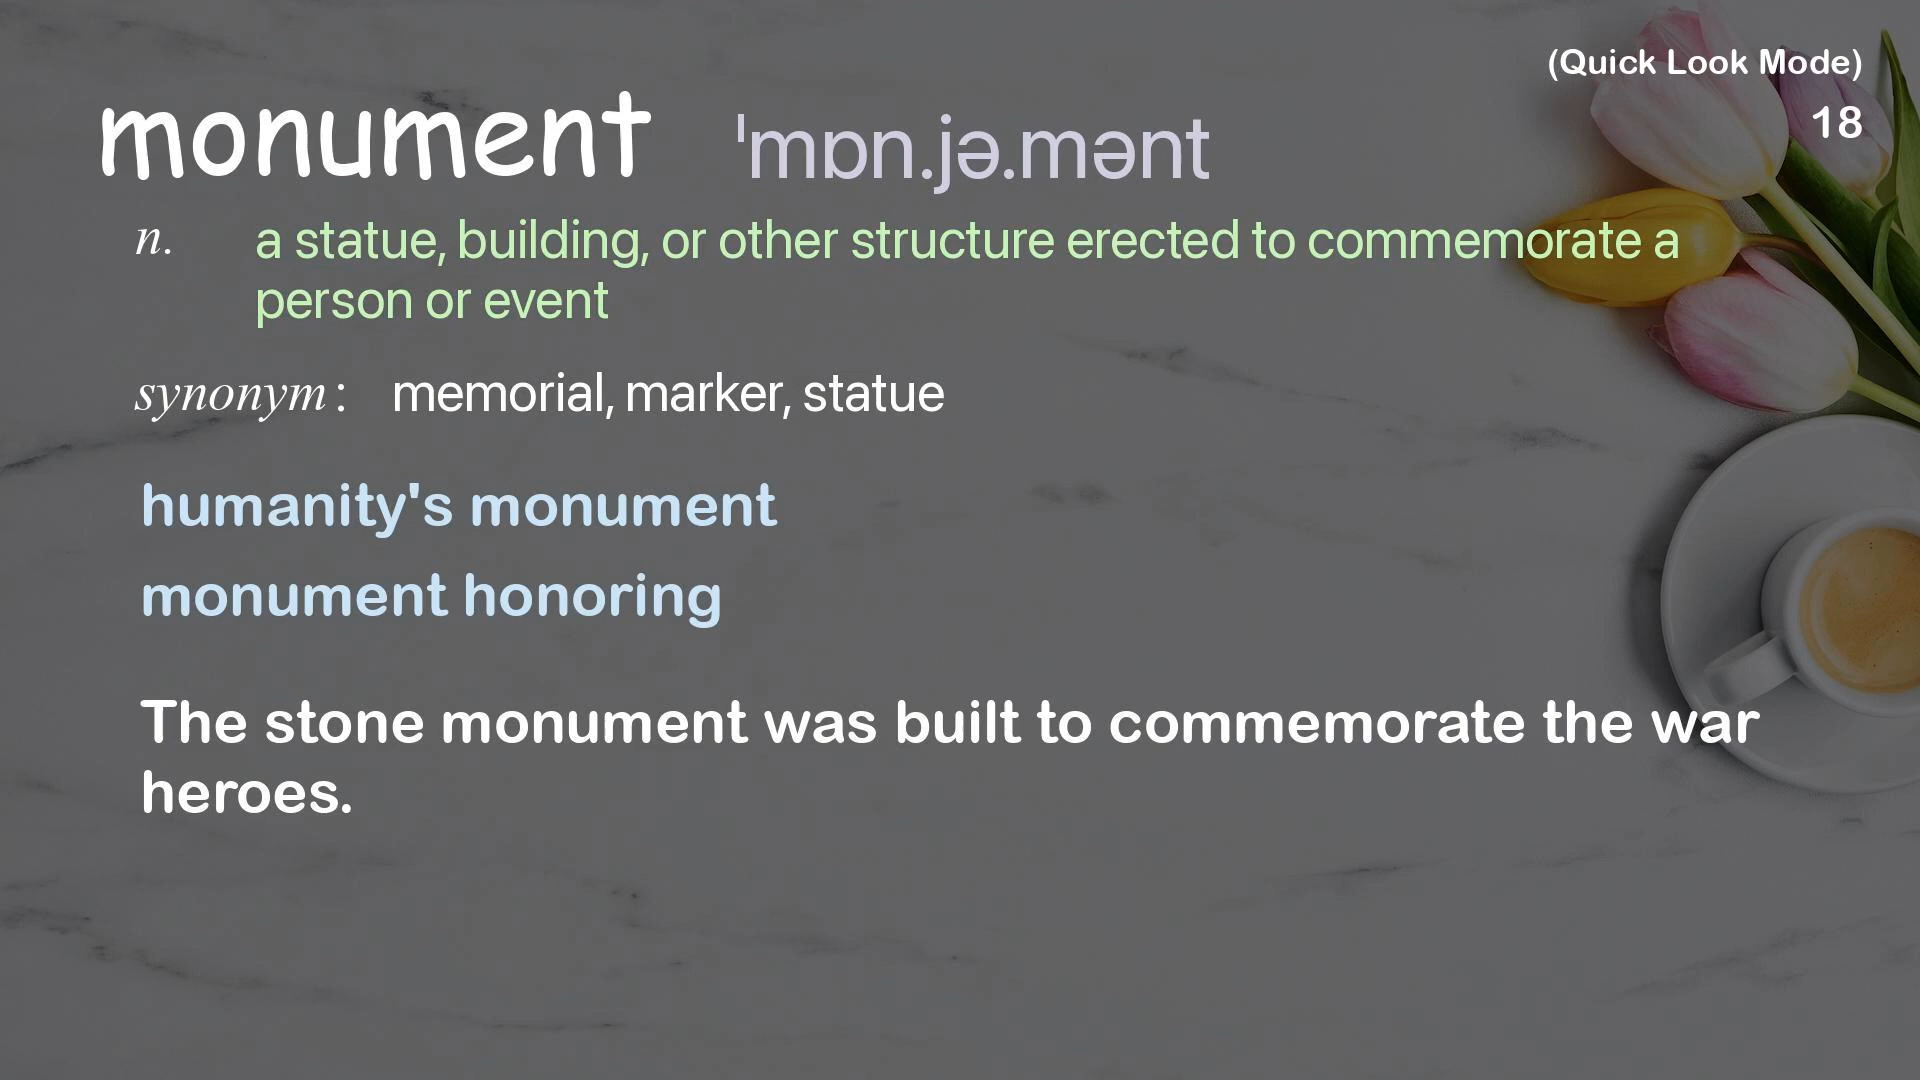 (Quick Look Mode)
18
monument ˈmɒn.jə.mənt
n. a statue, building, or other structure erected to commemorate a
person or event
synonym: memorial, marker, statue
humanity's monument
monument honoring
The stone monument was built to commemorate the war
heroes.